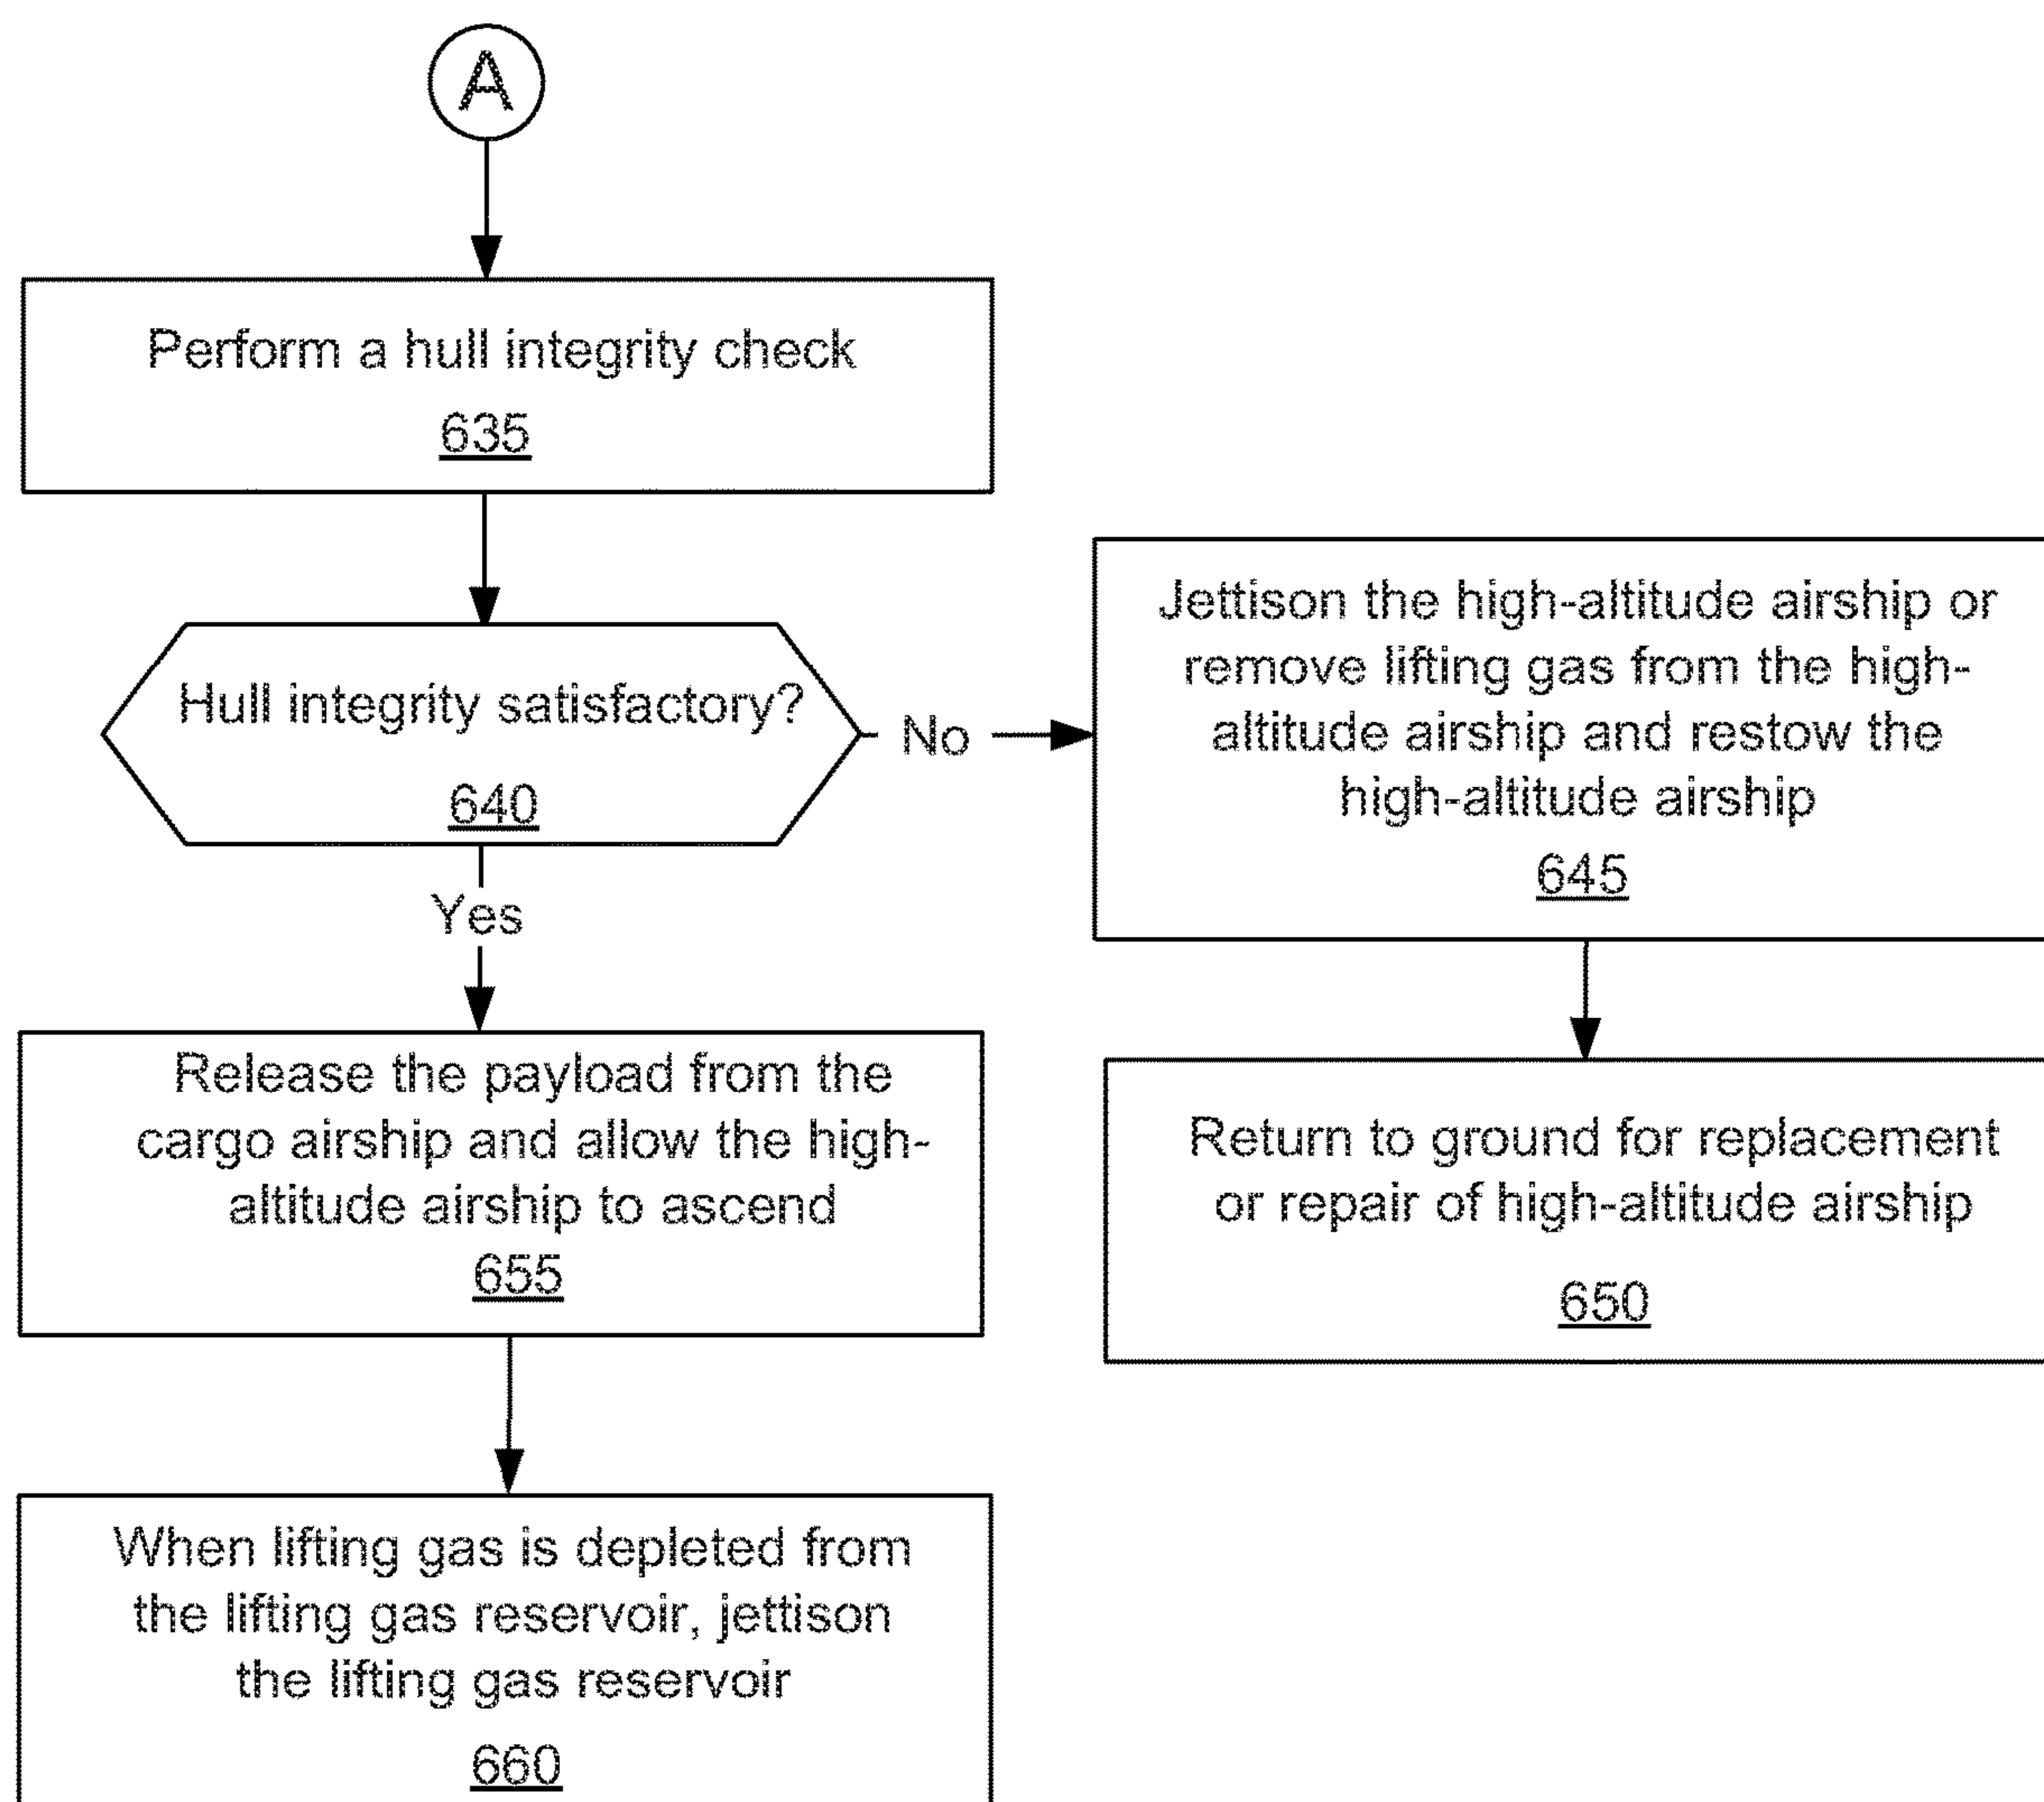 A
Perform a hull integrity check
635
Hull integrity satisfactory?
640
No
Jettison the high-altitude airship or
remove lifting gas from the high-
altitude airship and restow the
high-altitude airship
645
Yes
Release the payload from the
cargo airship and allow the high-
altitude airship to ascend
655
Return to ground for replacement
or repair of high-altitude airship
650
When lifting gas is depleted from
the lifting gas reservoir, jettison
the lifting gas reservoir
660